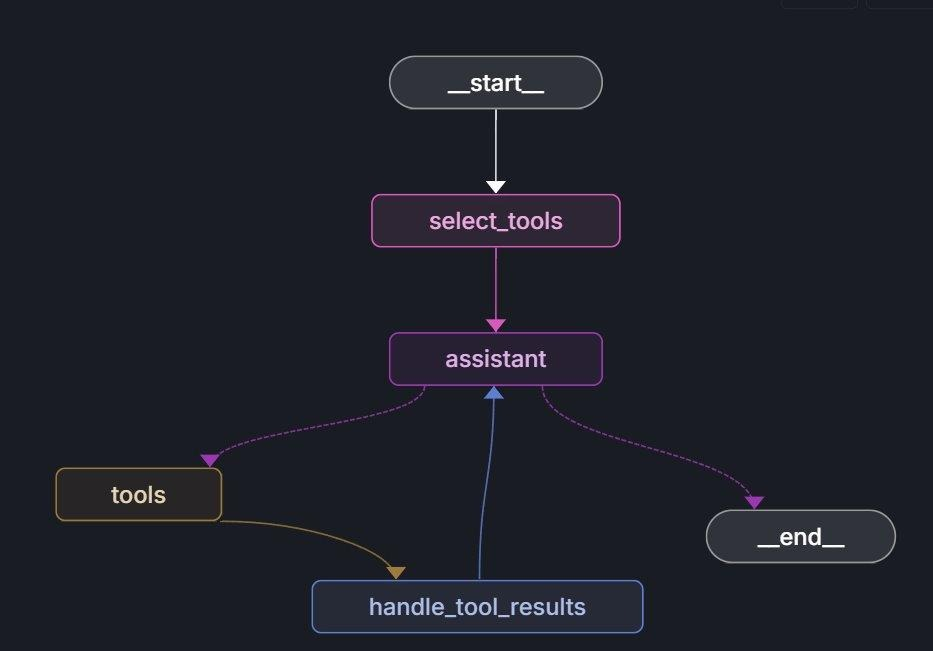 __start__
select_tools
assistant
tools
__end__
handle_tool_results